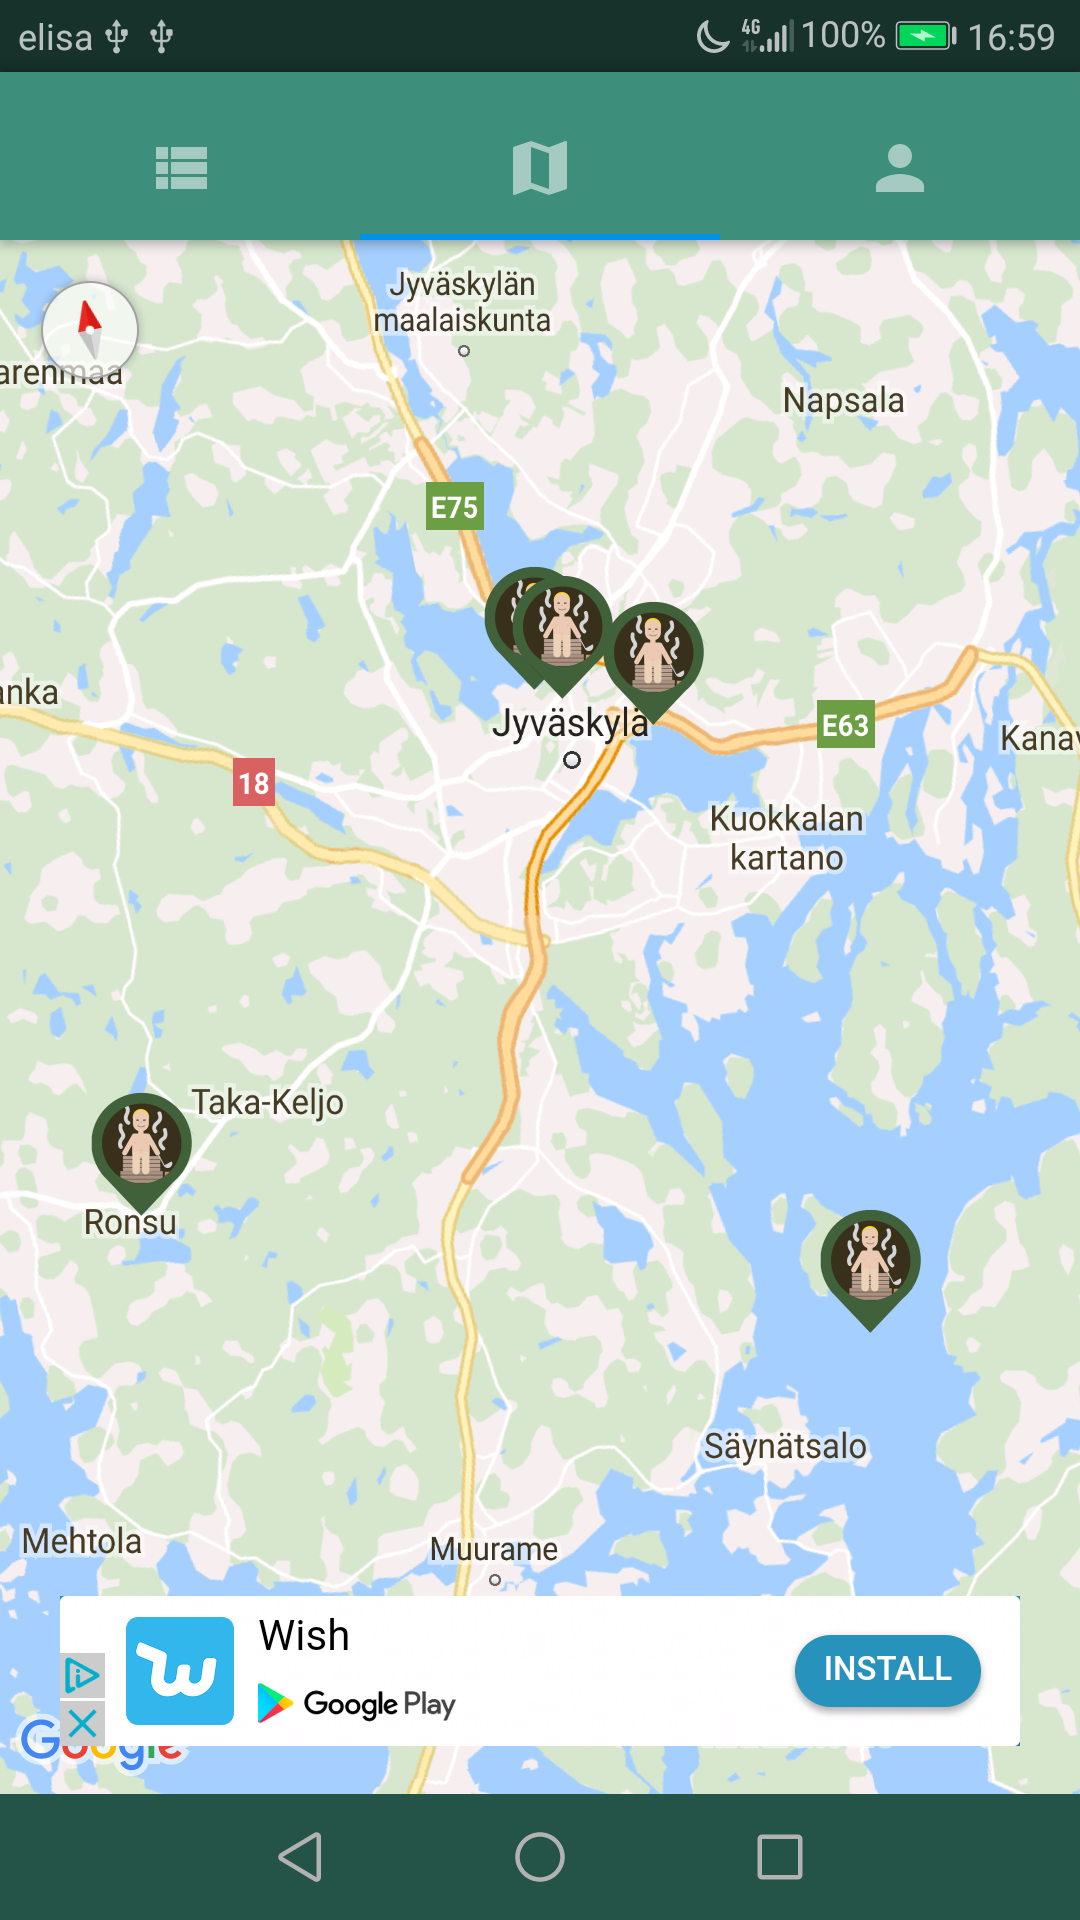 elisa 4G 100% 16:59
Jyväskylän
maalaiskunta
arenmaa
Napsala
E75
anka
Jyväskylä
E63
Kanav
18
Kuokkalan
kartano
Taka-Keljo
Ronsu
Säynätsalo
Mehtola
Muurame
Wish
INSTALL
Google Play
Google